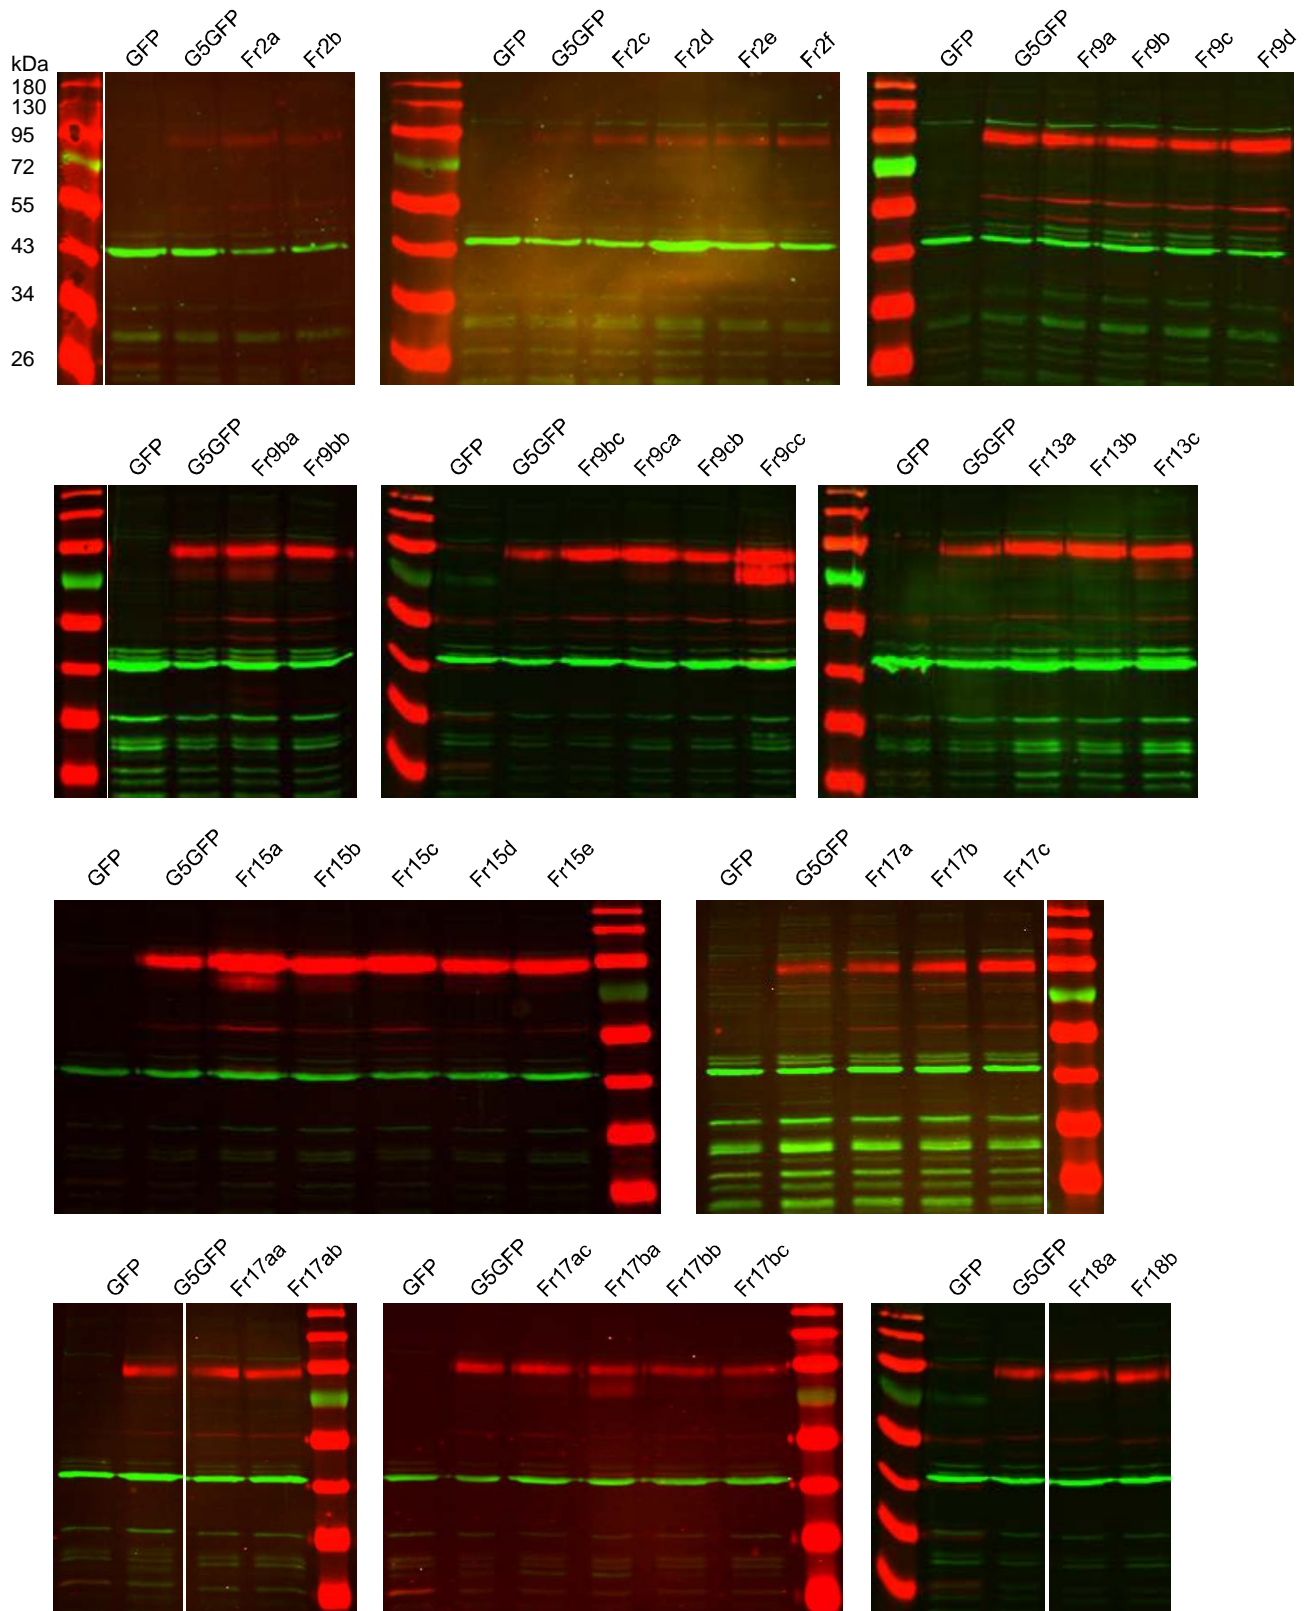 GFP G5GFP Fr2a Fr2b GFP G5GFP Fr2c Fr2d Fr2e Fr2f GFP G5GFP Fr9a Fr9b Fr9c Fr9d
kDa
180
130
95
72
55
43
34
26
GFP G5GFP Fr9ba Fr9bb GFP G5GFP Fr9bc Fr9ca Fr9cb Fr9cc GFP G5GFP Fr13a Fr13b Fr13c
GFP G5GFP Fr15a Fr15b Fr15c Fr15d Fr15e GFP G5GFP Fr17a Fr17b Fr17c
GFP G5GFP Fr17aa Fr17ab GFP G5GFP Fr17ac Fr17ba Fr17bb Fr17bc GFP G5GFP Fr18a Fr18b